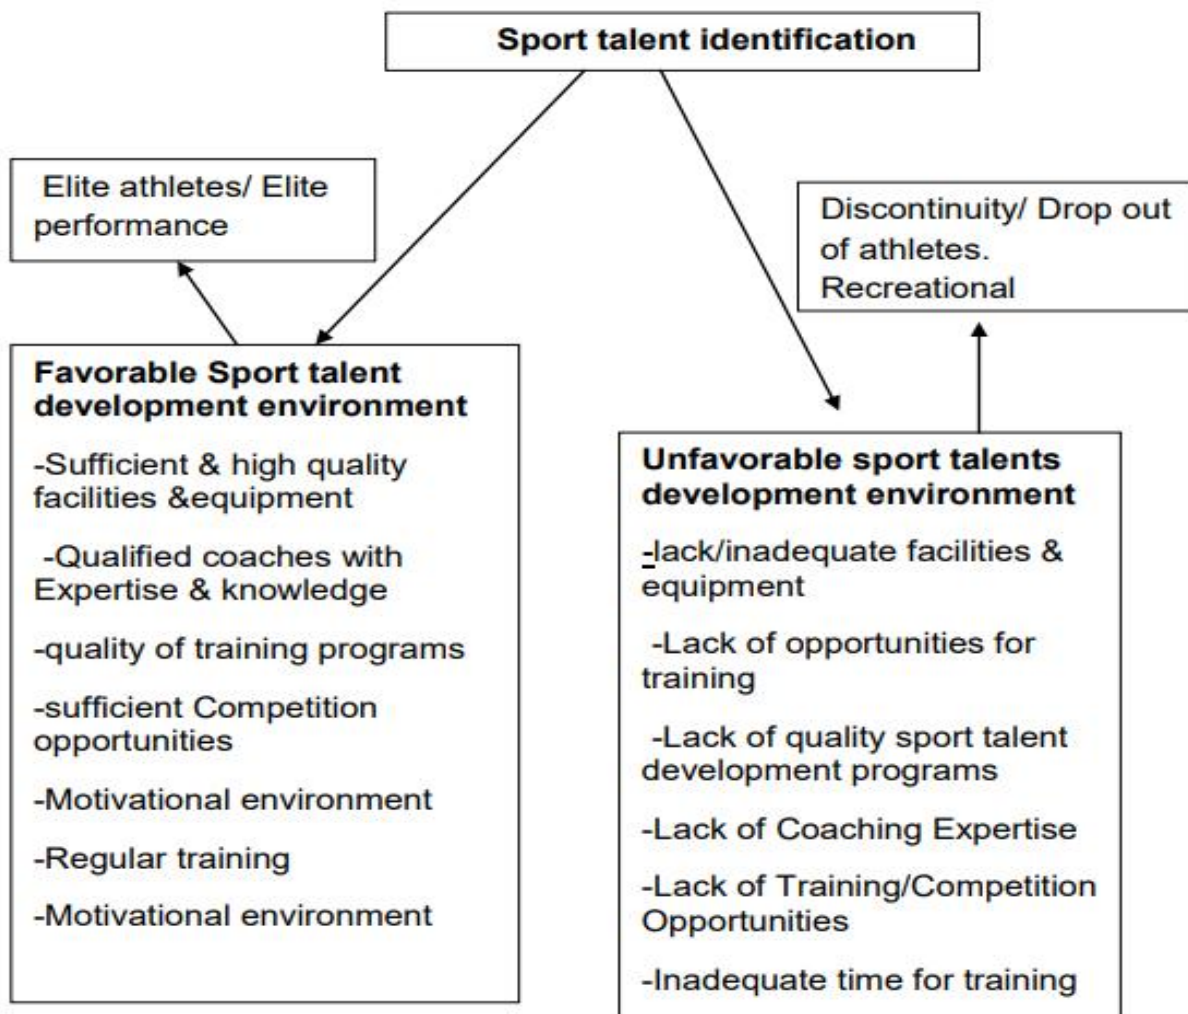 Sport talent identification
Elite athletes/ Elite
performance
Discontinuity/ Drop out
of athletes.
Recreational
Favorable Sport talent
development environment
-Sufficient & high quality
facilities &equipment
-Qualified coaches with
Expertise & knowledge
-quality of training programs
-sufficient Competition
opportunities
-Motivational environment
-Regular training
-Motivational environment
Unfavorable sport talents
development environment
-lack/inadequate facilities &
equipment
-Lack of opportunities for
training
-Lack of quality sport talent
development programs
-Lack of Coaching Expertise
-Lack of Training/Competition
Opportunities
-Inadequate time for training